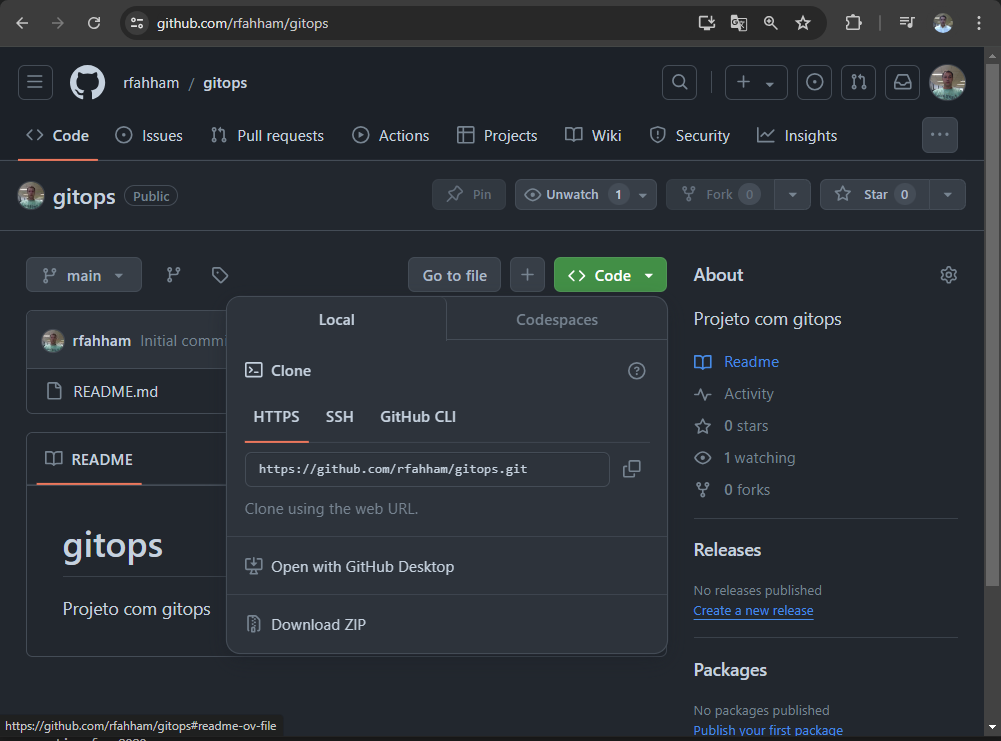 github.com/rfahham/gitops
rfahham / gitops
Code Issues Pull requests Actions Projects Wiki Security Insights
gitops Public Pin Unwatch 1 Fork 0 Star 0
main Go to file Code
About
Local Codespaces
Projeto com gitops
rfahham Initial commi
Clone
Readme
README.md
Activity
HTTPS SSH GitHub CLI
0 stars
README
https://github.com/rfahham/gitops.git
1 watching
0 forks
Clone using the web URL.
gitops
Releases
Open with GitHub Desktop
No releases published
Projeto com gitops
Create a new release
Download ZIP
Packages
No packages published
https://github.com/rfahham/gitops#readme-ov-file
Publish your first package